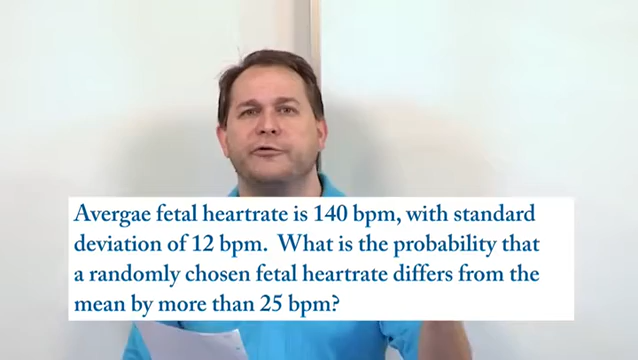 Avergae fetal heartrate is 140 bpm, with standard
deviation of 12 bpm. What is the probability that
a randomly chosen fetal heartrate differs from the
mean by more than 25 bpm?